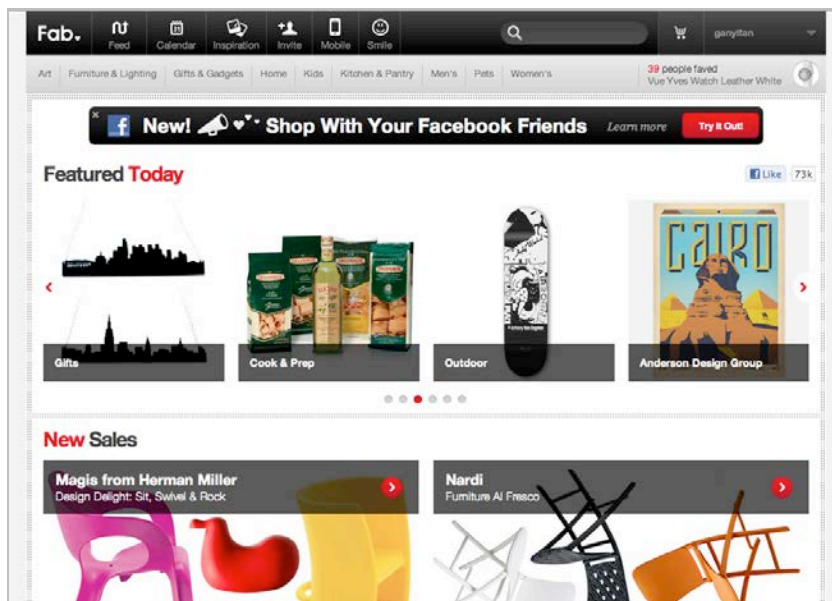 Fab.
Feed
Calendar
Inspiration
Invite
Mobile
Smile
ganyitan
Art
Furniture & Lighting
Gifts & Gadgets
Home
Kids
Kitchen & Pantry
Men's
Pets
Women's
39 people faved
Vue Yves Watch Leather White
New! Shop With Your Facebook Friends
Learn more
Try It Out!
Featured Today
Like
73k
CAIRO
Gifts
Cook & Prep
Outdoor
Anderson Design Group
New Sales
Magis from Herman Miller
Design Delight: Sit, Swivel & Rock
Nardi
Furniture Al Fresco